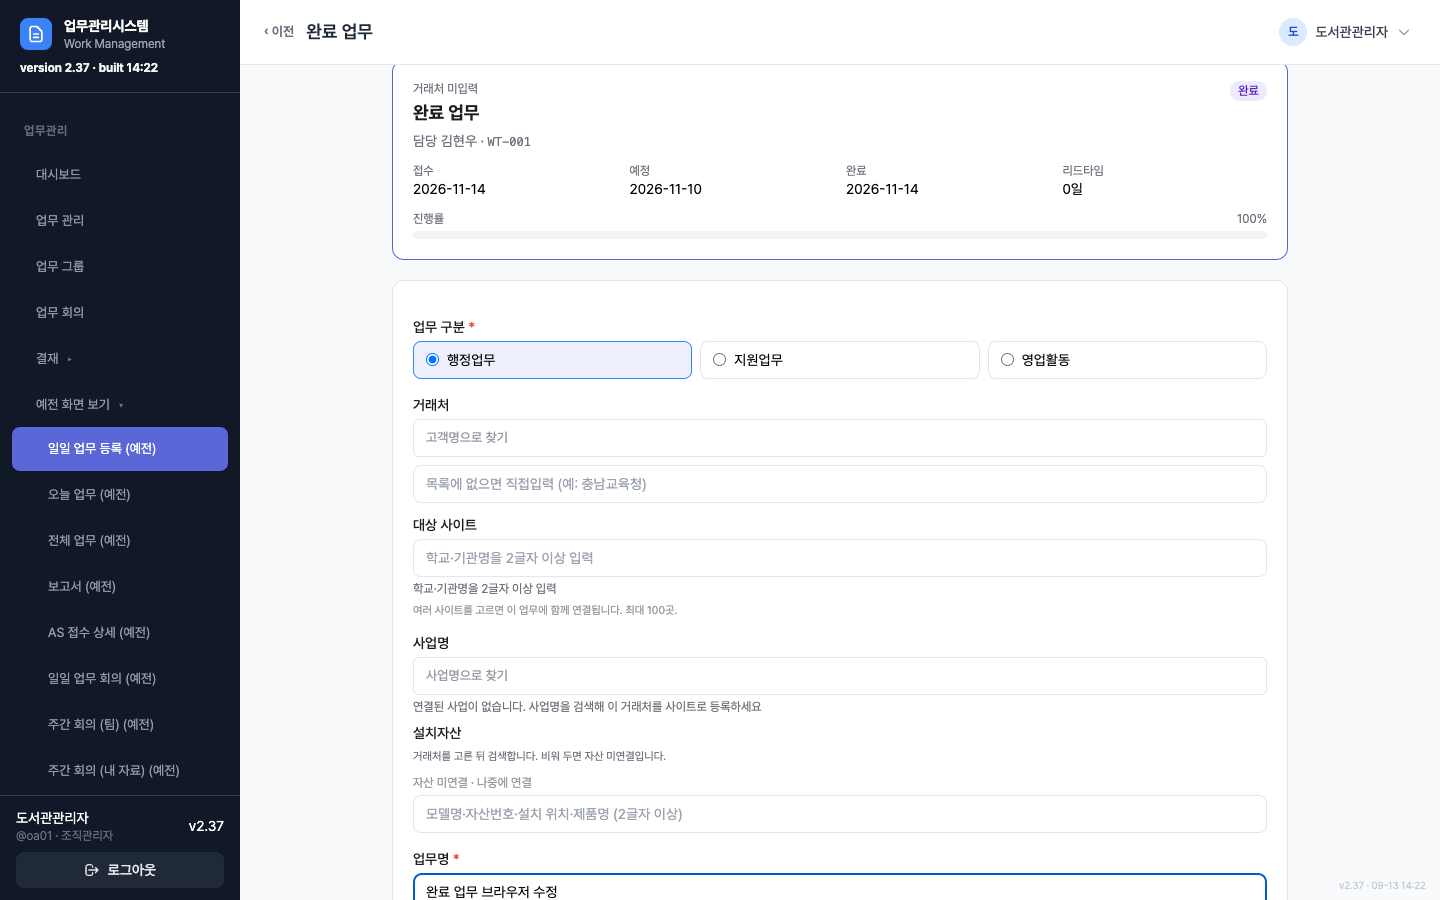 업무관리시스템
Work Management
version 2.37 · built 14:22
업무관리
대시보드
업무 관리
업무 그룹
업무 회의
결재 ▸
예전 화면 보기 ▾
일일 업무 등록 (예전)
오늘 업무 (예전)
전체 업무 (예전)
보고서 (예전)
AS 접수 상세 (예전)
일일 업무 회의 (예전)
주간 회의 (팀) (예전)
주간 회의 (내 자료) (예전)
도서관관리자
@oa01 · 조직관리자
v2.37
로그아웃
‹ 이전 완료 업무
도 도서관관리자
거래처 미입력
완료
완료 업무
담당 김현우 · WT-001
접수 예정 완료 리드타임
2026-11-14 2026-11-10 2026-11-14 0일
진행률 100%
업무 구분 *
행정업무 지원업무 영업활동
거래처
고객명으로 찾기
목록에 없으면 직접입력 (예: 충남교육청)
대상 사이트
학교·기관명을 2글자 이상 입력
학교·기관명을 2글자 이상 입력
여러 사이트를 고르면 이 업무에 함께 연결됩니다. 최대 100곳.
사업명
사업명으로 찾기
연결된 사업이 없습니다. 사업명을 검색해 이 거래처를 사이트로 등록하세요
설치자산
거래처를 고른 뒤 검색합니다. 비워 두면 자산 미연결입니다.
자산 미연결 · 나중에 연결
모델명·자산번호·설치 위치·제품명 (2글자 이상)
업무명 *
완료 업무 브라우저 수정
v2.37 · 09-13 14:22